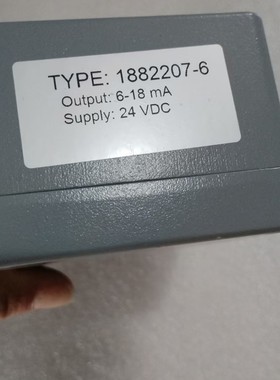 TYPE: 1882207-6
Output: 6-18 mA
Supply: 24 VDC